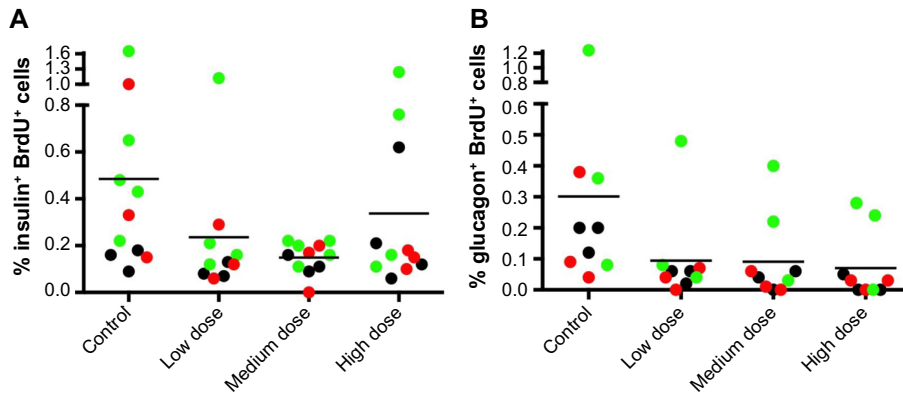 A
% insulin⁺ BrdU⁺ cells
1.6
1.3
1.0
0.8
0.4
0.2
0.0
Control
Low dose
Medium dose
High dose
B
% glucagon⁺ BrdU⁺ cells
1.2
1.0
0.8
0.6
0.5
0.4
0.3
0.2
0.1
0.0
Control
Low dose
Medium dose
High dose